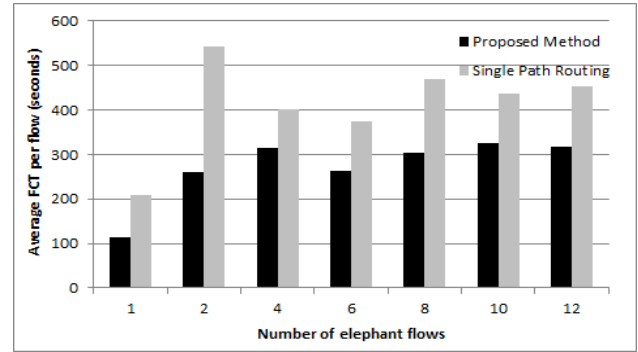 600
500
400
300
200
100
0
Average FCT per flow (seconds)
Proposed Method
Single Path Routing
1 2 4 6 8 10 12
Number of elephant flows